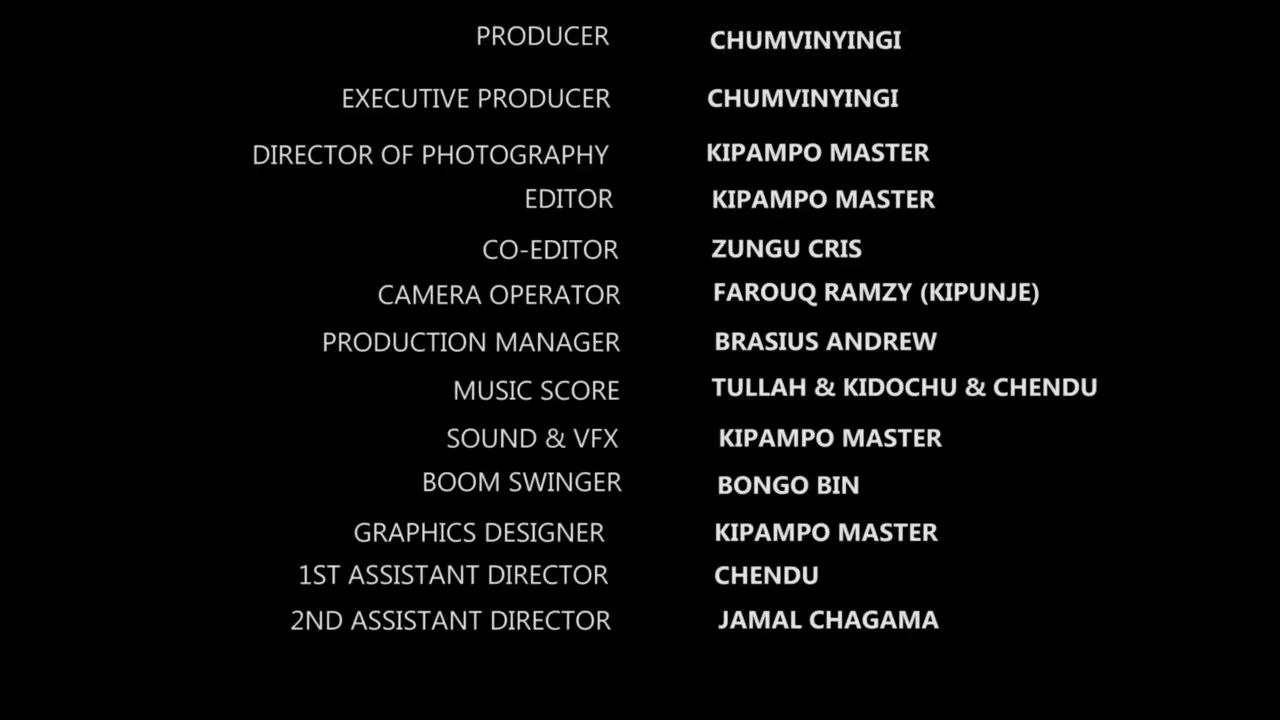 PRODUCER CHUMVINYINGI
EXECUTIVE PRODUCER CHUMVINYINGI
DIRECTOR OF PHOTOGRAPHY KIPAMPO MASTER
EDITOR KIPAMPO MASTER
CO-EDITOR ZUNGU CRIS
CAMERA OPERATOR FAROUQ RAMZY (KIPUNJE)
PRODUCTION MANAGER BRASIUS ANDREW
MUSIC SCORE TULLAH & KIDOCHU & CHENDU
SOUND & VFX KIPAMPO MASTER
BOOM SWINGER BONGO BIN
GRAPHICS DESIGNER KIPAMPO MASTER
1ST ASSISTANT DIRECTOR CHENDU
2ND ASSISTANT DIRECTOR JAMAL CHAGAMA